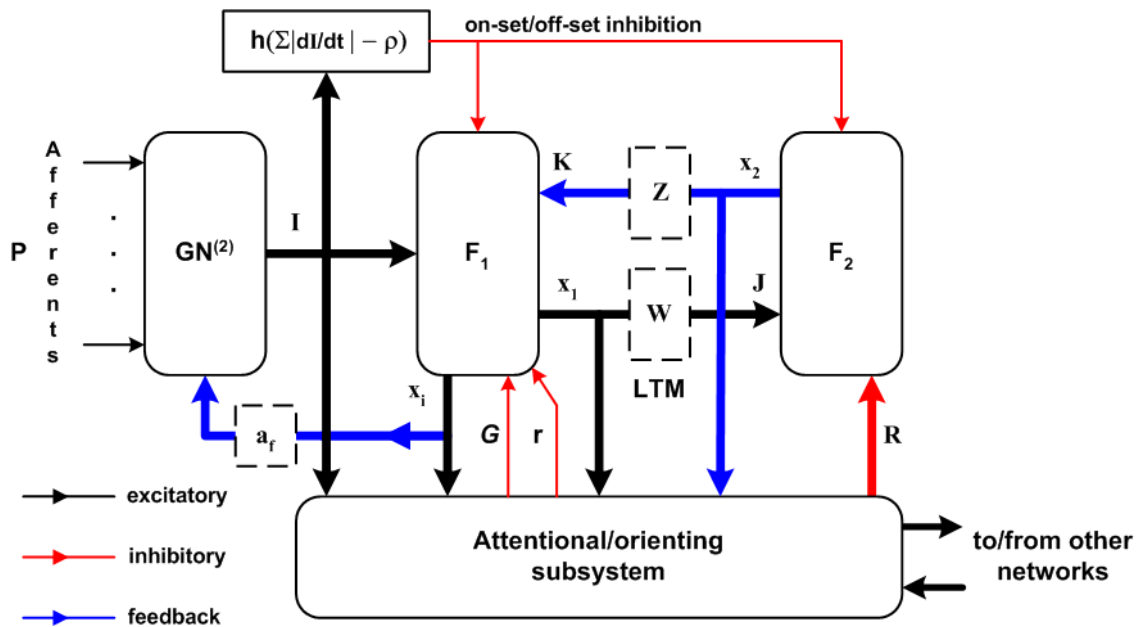 on-set/off-set inhibition
h(Σ|dI/dt | − ρ)
Afferents
P
GN(2)
I
F1
K
Z
x2
F2
x1
W
J
LTM
xi
af
G
r
R
excitatory
inhibitory
feedback
Attentional/orienting
subsystem
to/from other
networks